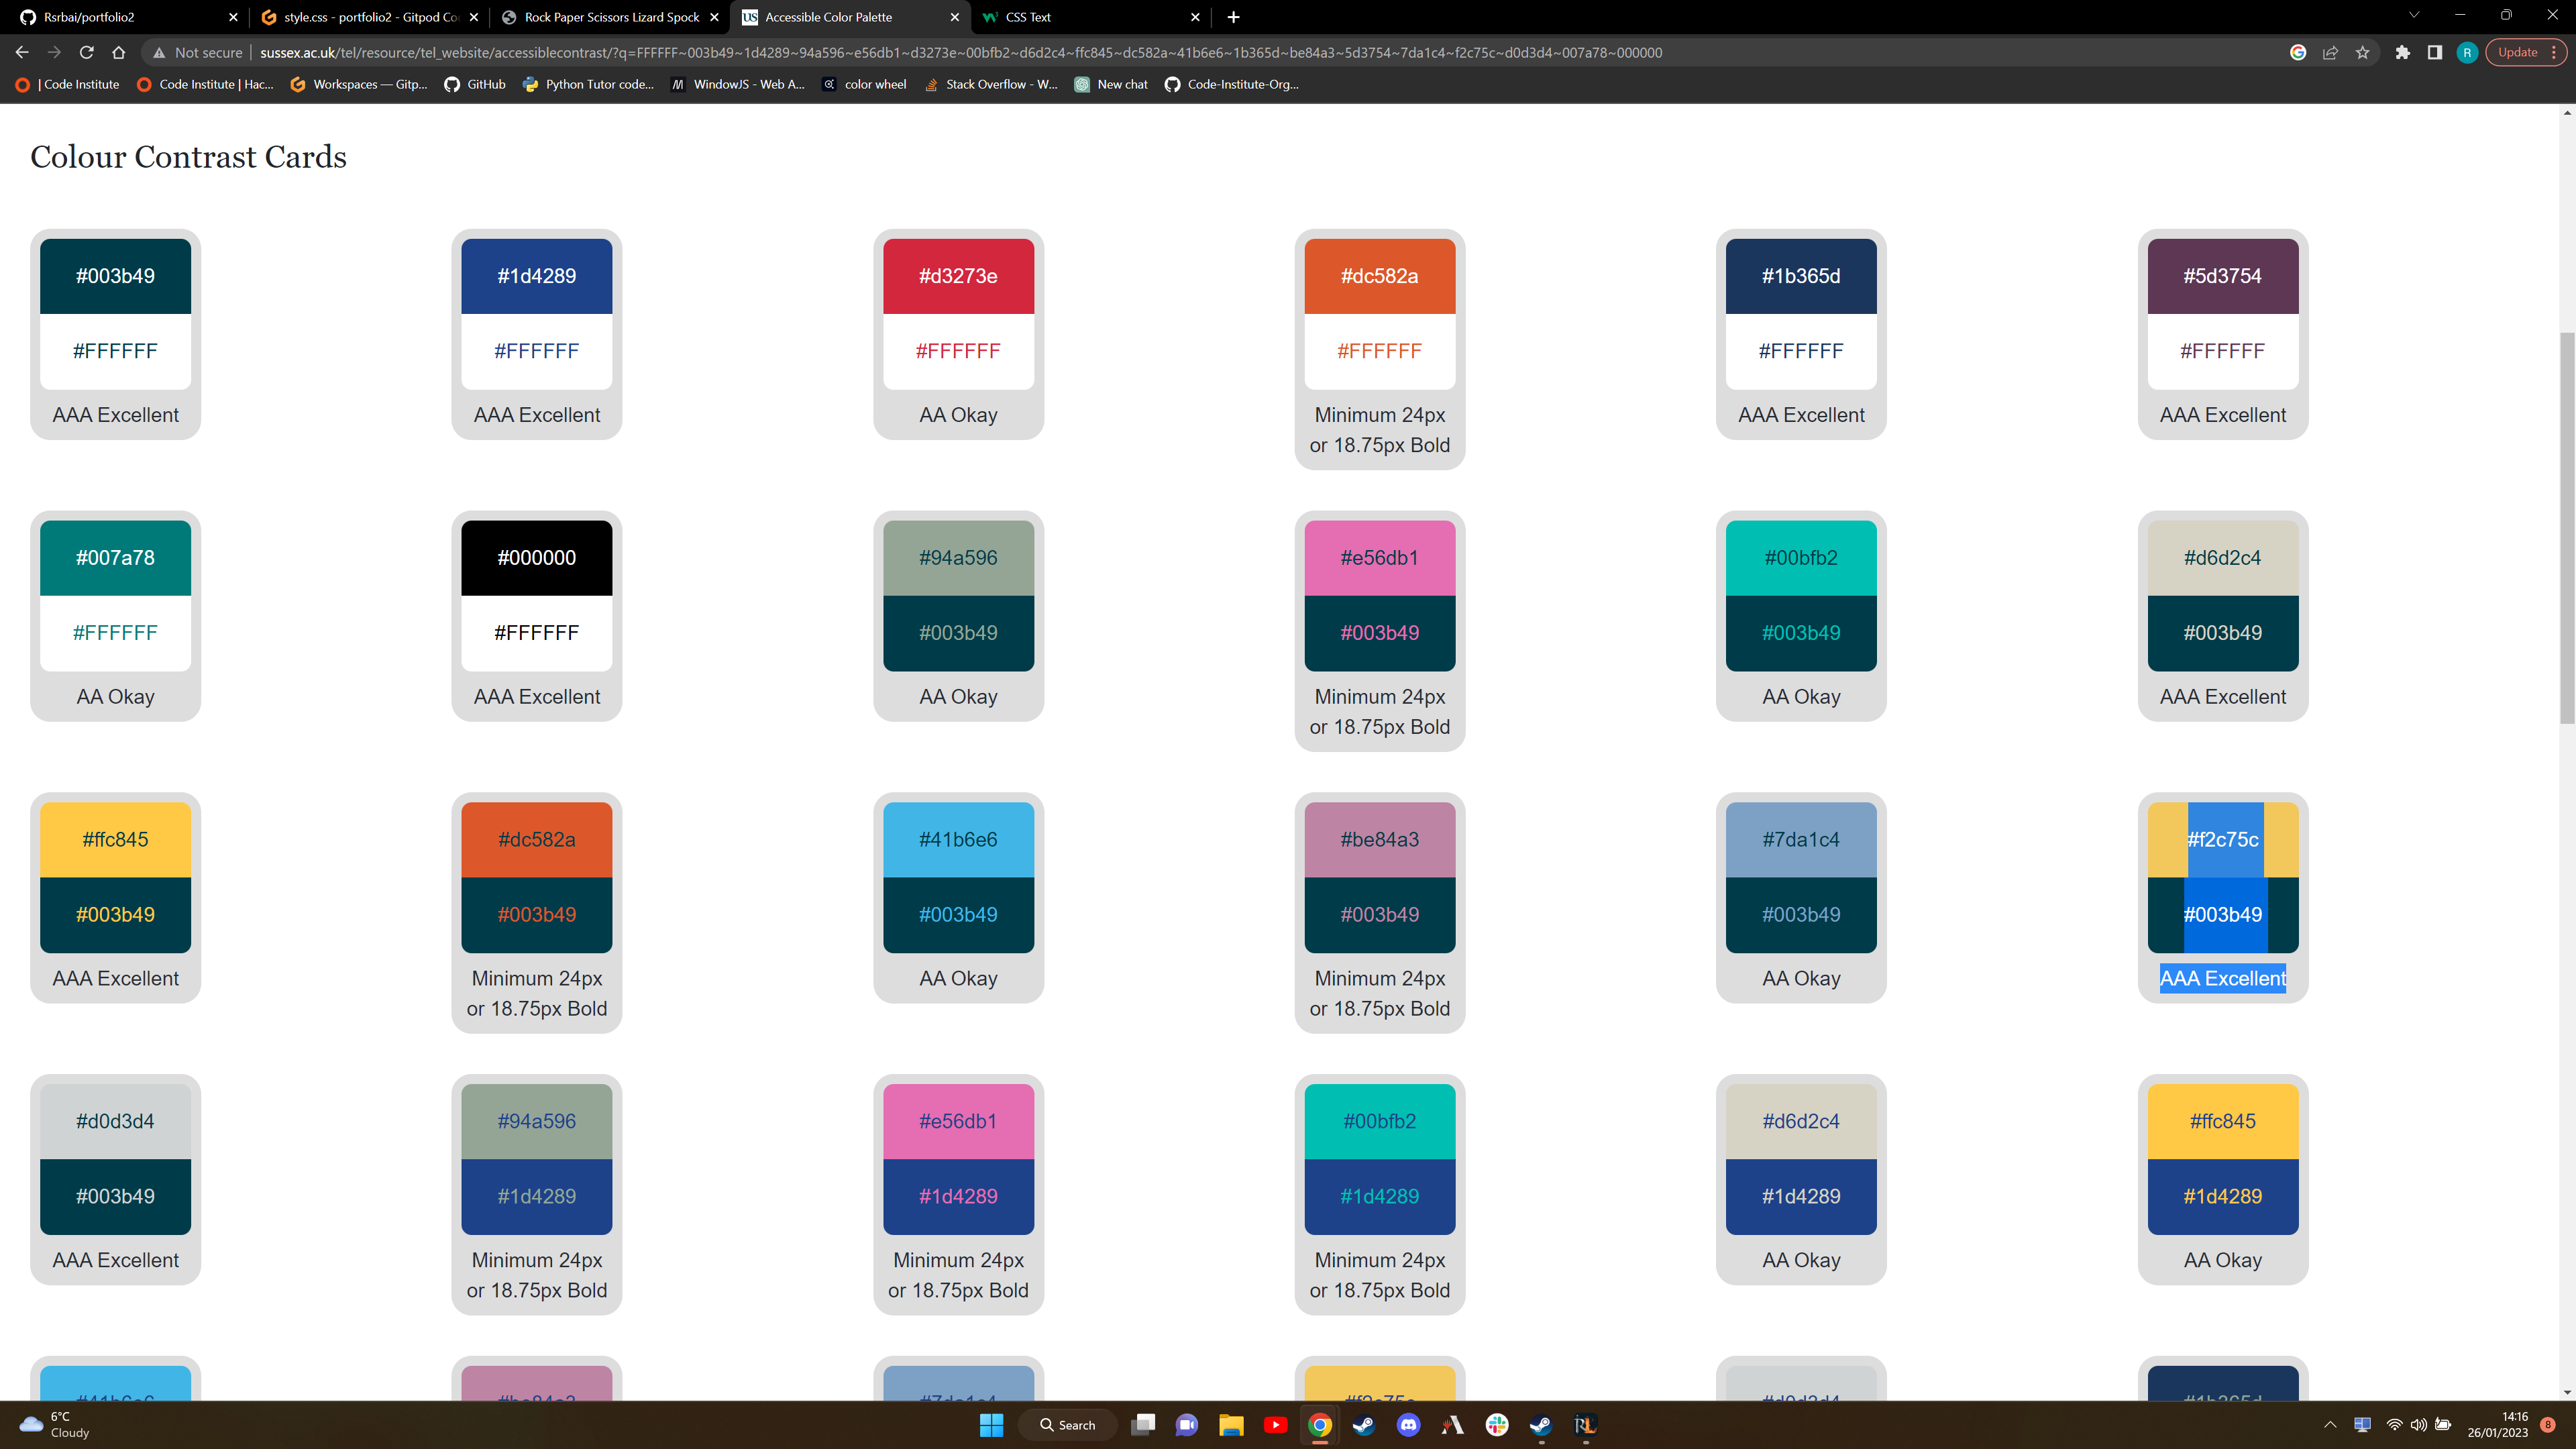 Rsrbai/portfolio2
style.css - portfolio2 - Gitpod Co
Rock Paper Scissors Lizard Spock
US Accessible Color Palette
CSS Text
Not secure sussex.ac.uk/tel/resource/tel_website/accessiblecontrast/?q=FFFFFF~003b49~1d4289~94a596~e56db1~d3273e~00bfb2~d6d2c4~ffc845~dc582a~41b6e6~1b365d~be84a3~5d3754~7da1c4~f2c75c~d0d3d4~007a78~000000
R Update
| Code Institute Code Institute | Hac... Workspaces — Gitp... GitHub Python Tutor code... WindowJS - Web A... color wheel Stack Overflow - W... New chat Code-Institute-Org...
Colour Contrast Cards
#003b49 #1d4289 #d3273e #dc582a #1b365d #5d3754
#FFFFFF #FFFFFF #FFFFFF #FFFFFF #FFFFFF #FFFFFF
AAA Excellent AAA Excellent AA Okay Minimum 24px AAA Excellent AAA Excellent
or 18.75px Bold
#007a78 #000000 #94a596 #e56db1 #00bfb2 #d6d2c4
#FFFFFF #FFFFFF #003b49 #003b49 #003b49 #003b49
AA Okay AAA Excellent AA Okay Minimum 24px AA Okay AAA Excellent
or 18.75px Bold
#ffc845 #dc582a #41b6e6 #be84a3 #7da1c4 #f2c75c
#003b49 #003b49 #003b49 #003b49 #003b49 #003b49
AAA Excellent Minimum 24px AA Okay Minimum 24px AA Okay AAA Excellent
or 18.75px Bold or 18.75px Bold
#d0d3d4 #94a596 #e56db1 #00bfb2 #d6d2c4 #ffc845
#003b49 #1d4289 #1d4289 #1d4289 #1d4289 #1d4289
AAA Excellent Minimum 24px Minimum 24px Minimum 24px AA Okay AA Okay
or 18.75px Bold or 18.75px Bold or 18.75px Bold
#41b6e6 #be84a3 #7da1c4 #f2c75c #d0d3d4 #1b365d
6°C
Cloudy
Search
14:16
26/01/2023
8